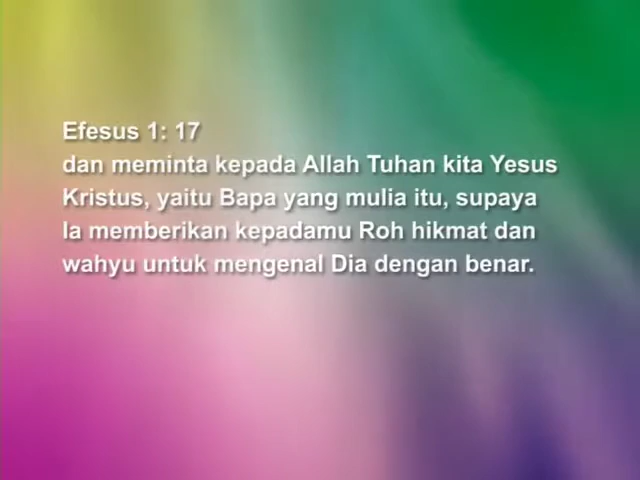 Efesus 1: 17
dan meminta kepada Allah Tuhan kita Yesus
Kristus, yaitu Bapa yang mulia itu, supaya
Ia memberikan kepadamu Roh hikmat dan
wahyu untuk mengenal Dia dengan benar.